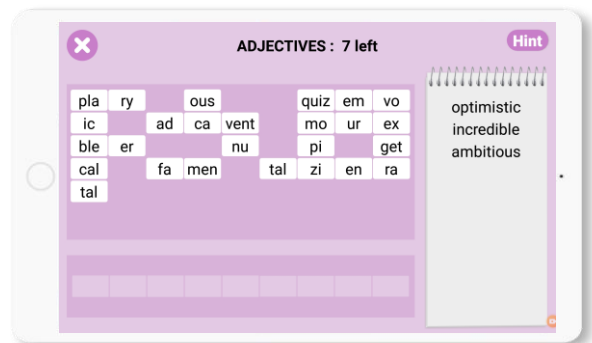 ADJECTIVES : 7 left
Hint
pla ry ous quiz em vo
ic ad ca vent mo ur ex
ble er nu pi get
cal fa men tal zi en ra
tal
optimistic
incredible
ambitious